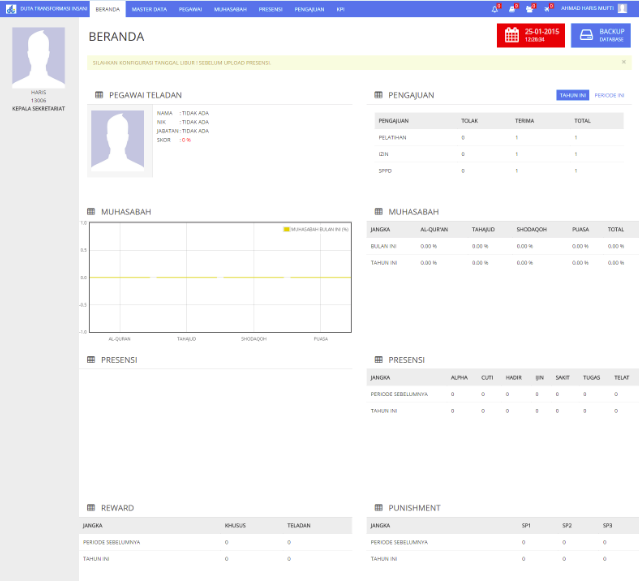 DUTA TRANSFORMASI INSANI BERANDA MASTER DATA PEGAWAI MUHASABAH PRESENSI PENGAJUAN KPI AHMAD HARIS MUFTI
HARIS
13006
KEPALA SEKRETARIAT
BERANDA
25-01-2015
12:26:34
BACKUP
DATABASE
SILAHKAN KONFIGURASI TANGGAL LIBUR ! SEBELUM UPLOAD PRESENSI.
PEGAWAI TELADAN
NAMA : TIDAK ADA
NIK : TIDAK ADA
JABATAN : TIDAK ADA
SKOR : 0 %
PENGAJUAN TAHUN INI PERIODE INI
PENGAJUAN TOLAK TERIMA TOTAL
PELATIHAN 0 1 1
IZIN 0 1 1
SPPD 0 1 1
MUHASABAH
MUHASABAH BULAN INI (%)
1.0
0.5
0.0
-0.5
-1.0
AL-QURAN TAHAJUD SHODAQOH PUASA
MUHASABAH
JANGKA AL-QUR'AN TAHAJUD SHODAQOH PUASA TOTAL
BULAN INI 0.00 % 0.00 % 0.00 % 0.00 % 0.00 %
TAHUN INI 0.00 % 0.00 % 0.00 % 0.00 % 0.00 %
PRESENSI
PRESENSI
JANGKA ALPHA CUTI HADIR IJIN SAKIT TUGAS TELAT
PERIODE SEBELUMNYA 0 0 0 0 0 0 0
TAHUN INI 0 0 0 0 0 0 0
REWARD
JANGKA KHUSUS TELADAN
PERIODE SEBELUMNYA 0 0
TAHUN INI 0 0
PUNISHMENT
JANGKA SP1 SP2 SP3
PERIODE SEBELUMNYA 0 0 0
TAHUN INI 0 0 0